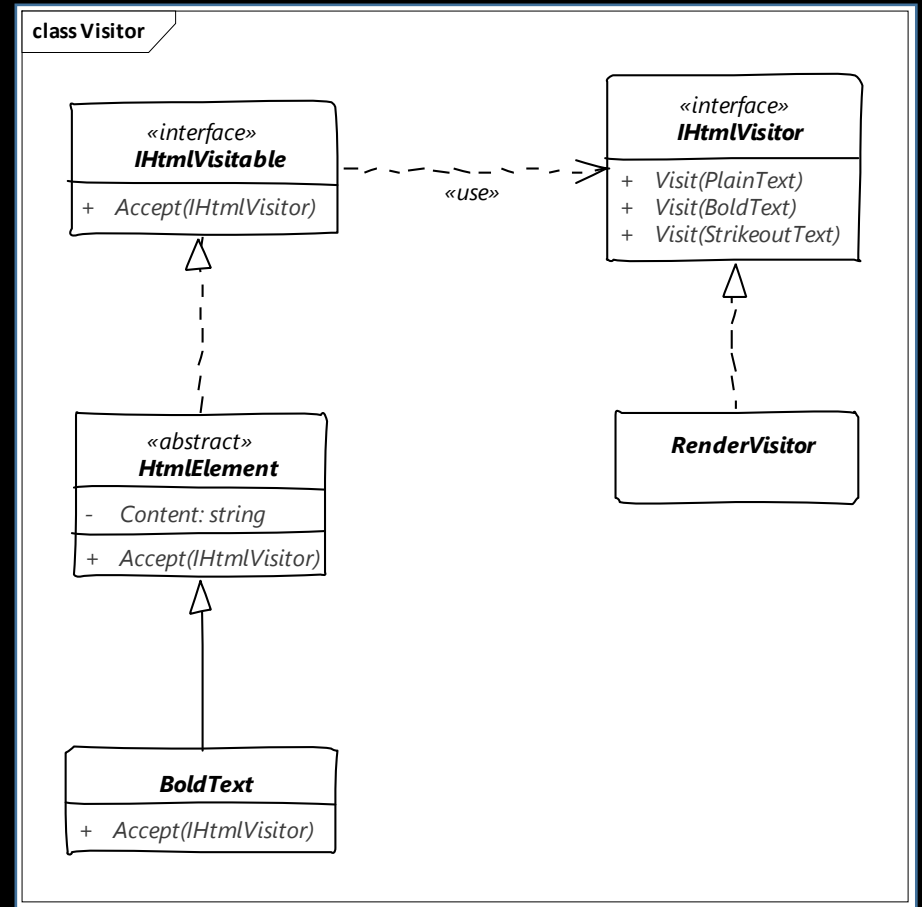 class Visitor
«interface»
IHtmlVisitable
+ Accept(IHtmlVisitor)
«use»
«interface»
IHtmlVisitor
+ Visit(PlainText)
+ Visit(BoldText)
+ Visit(StrikeoutText)
«abstract»
HtmlElement
- Content: string
+ Accept(IHtmlVisitor)
RenderVisitor
BoldText
+ Accept(IHtmlVisitor)